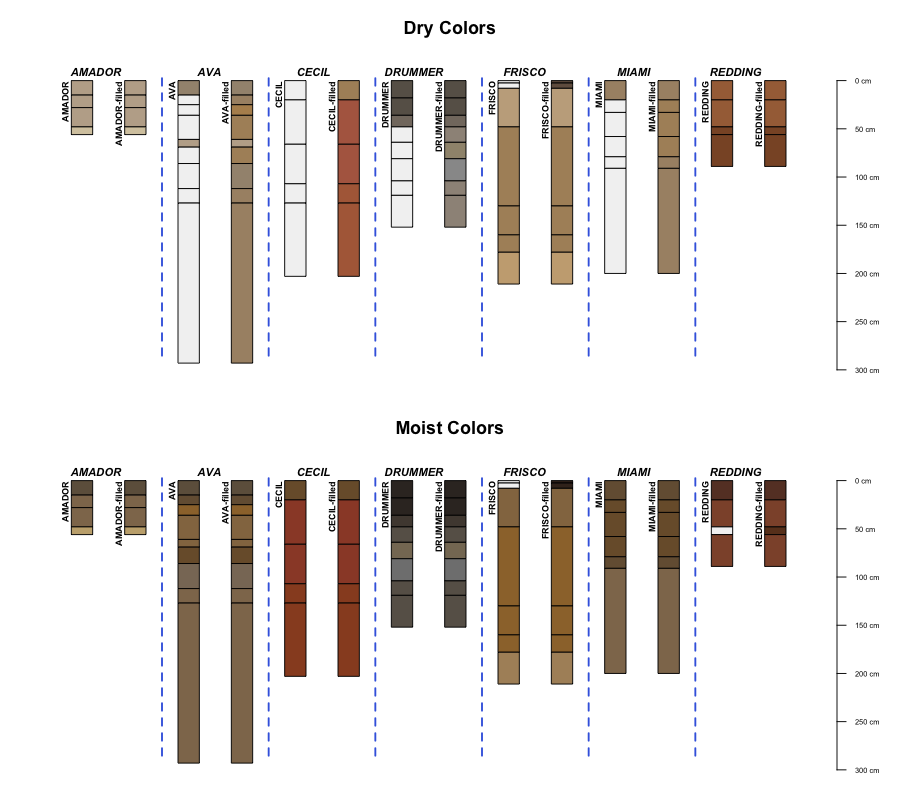 Dry Colors
AMADOR AVA CECIL DRUMMER FRISCO MIAMI REDDING
AMADOR AMADOR-filled AVA AVA-filled CECIL CECIL-filled DRUMMER DRUMMER-filled FRISCO FRISCO-filled MIAMI MIAMI-filled REDDING REDDING-filled
0 cm
50 cm
100 cm
150 cm
200 cm
250 cm
300 cm
Moist Colors
AMADOR AVA CECIL DRUMMER FRISCO MIAMI REDDING
AMADOR AMADOR-filled AVA AVA-filled CECIL CECIL-filled DRUMMER DRUMMER-filled FRISCO FRISCO-filled MIAMI MIAMI-filled REDDING REDDING-filled
0 cm
50 cm
100 cm
150 cm
200 cm
250 cm
300 cm